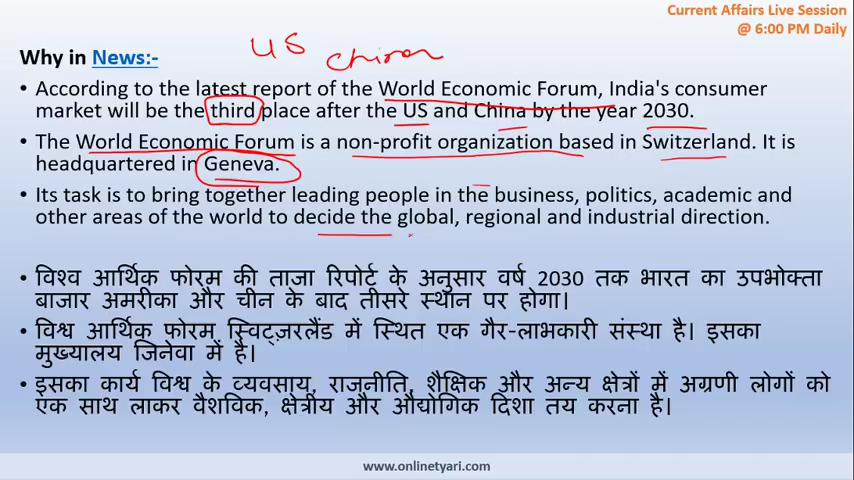 Current Affairs Live Session
@ 6:00 PM Daily
US China
Why in News:-
• According to the latest report of the World Economic Forum, India's consumer
market will be the third place after the US and China by the year 2030.
• The World Economic Forum is a non-profit organization based in Switzerland. It is
headquartered in Geneva.
• Its task is to bring together leading people in the business, politics, academic and
other areas of the world to decide the global, regional and industrial direction.
• विश्व आर्थिक फोरम की ताजा रिपोर्ट के अनुसार वर्ष 2030 तक भारत का उपभोक्ता
बाजार अमरीका और चीन के बाद तीसरे स्थान पर होगा।
• विश्व आर्थिक फोरम स्विट्ज़रलैंड में स्थित एक गैर-लाभकारी संस्था है। इसका
मुख्यालय जिनेवा में है।
• इसका कार्य विश्व के व्यवसाय, राजनीति, शैक्षिक और अन्य क्षेत्रों में अग्रणी लोगों को
एक साथ लाकर वैशविक, क्षेत्रीय और औद्योगिक दिशा तय करना है।
www.onlinetyari.com